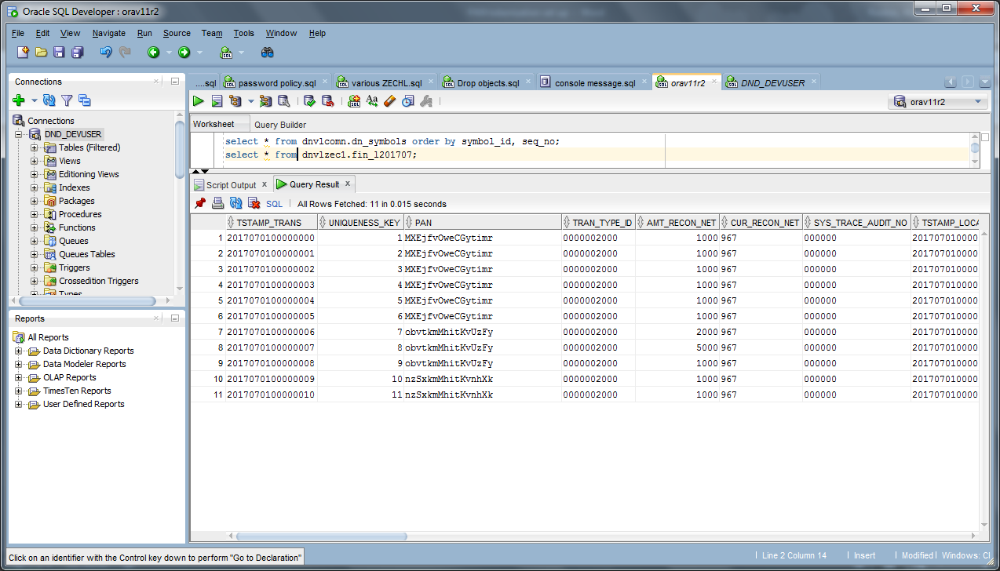 Oracle SQL Developer : orav11r2
File Edit View Navigate Run Source Team Tools Window Help
Connections
Connections
DND_DEVUSER
Tables (Filtered)
Views
Editioning Views
Indexes
Packages
Procedures
Functions
Queues
Queues Tables
Triggers
Crossedition Triggers
Types
Reports
All Reports
Data Dictionary Reports
Data Modeler Reports
OLAP Reports
TimesTen Reports
User Defined Reports
....sql password policy.sql various ZECHL.sql Drop objects.sql console message.sql orav11r2 DND_DEVUSER
orav11r2
Worksheet Query Builder
select * from dnvlcomn.dn_symbols order by symbol_id, seq_no;
select * from dnvlzec1.fin_1201707;
Script Output x Query Result x
SQL All Rows Fetched: 11 in 0.015 seconds
TSTAMP_TRANS UNIQUENESS_KEY PAN TRAN_TYPE_ID AMT_RECON_NET CUR_RECON_NET SYS_TRACE_AUDIT_NO TSTAMP_LOCA
1 2017070100000000 1 MXEjfvOweCGytimr 0000002000 1000 967 000000 201707010000
2 2017070100000001 2 MXEjfvOweCGytimr 0000002000 1000 967 000000 201707010000
3 2017070100000002 3 MXEjfvOweCGytimr 0000002000 1000 967 000000 201707010000
4 2017070100000003 4 MXEjfvOweCGytimr 0000002000 1000 967 000000 201707010000
5 2017070100000004 5 MXEjfvOweCGytimr 0000002000 1000 967 000000 201707010000
6 2017070100000005 6 MXEjfvOweCGytimr 0000002000 1000 967 000000 201707010000
7 2017070100000006 7 obvtkmMhitKvUzFy 0000002000 2000 967 000000 201707010000
8 2017070100000007 8 obvtkmMhitKvUzFy 0000002000 5000 967 000000 201707010000
9 2017070100000008 9 obvtkmMhitKvUzFy 0000002000 1000 967 000000 201707010000
10 2017070100000009 10 nzSxkmMhitKvnhXk 0000002000 1000 967 000000 201707010000
11 2017070100000010 11 nzSxkmMhitKvnhXk 0000002000 1000 967 000000 201707010000
Click on an identifier with the Control key down to perform "Go to Declaration"
Line 2 Column 14 Insert Modified Windows: Cl